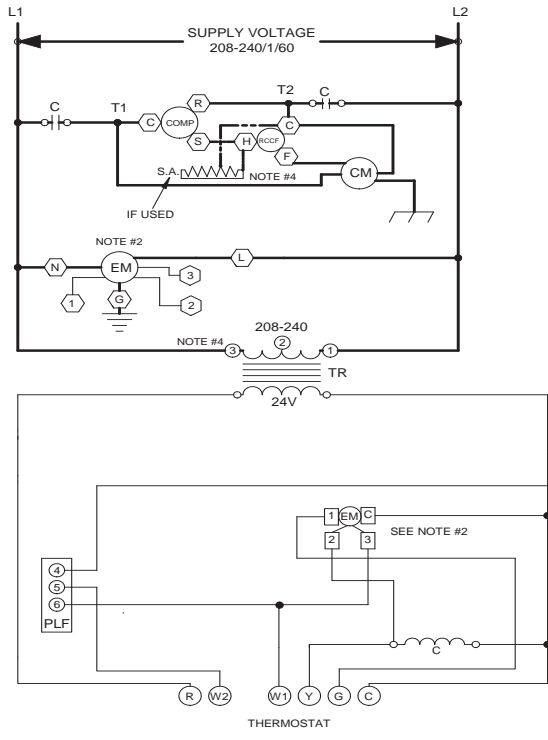 L1 L2
SUPPLY VOLTAGE
208-240/1/60
C T1 C COMP R T2 C
S H RCCF C
F CM
S.A. NOTE #4
IF USED
NOTE #2
N EM L
3
1 G 2
208-240
NOTE #4 3 2 1
TR
24V
1 EM C
SEE NOTE #2
2 3
4
5
6
PLF
C
R W2 W1 Y G C
THERMOSTAT